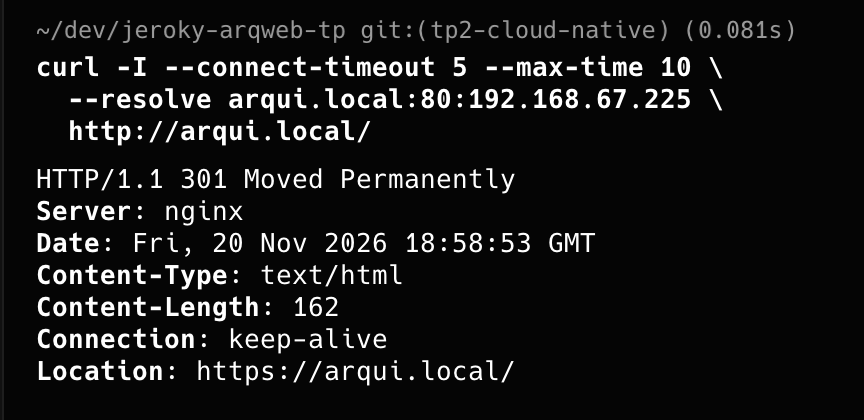 ~/dev/jeroky-arqweb-tp git:(tp2-cloud-native) (0.081s)
curl -I --connect-timeout 5 --max-time 10 \
  --resolve arqui.local:80:192.168.67.225 \
  http://arqui.local/
HTTP/1.1 301 Moved Permanently
Server: nginx
Date: Fri, 20 Nov 2026 18:58:53 GMT
Content-Type: text/html
Content-Length: 162
Connection: keep-alive
Location: https://arqui.local/